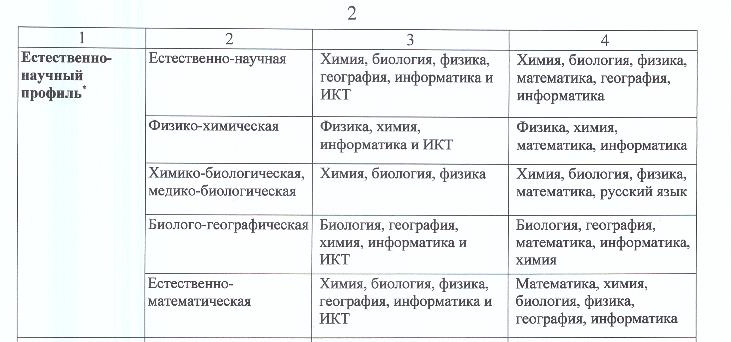 2
1 2 3 4
Естественно-
научный
профиль*
Естественно-научная
Химия, биология, физика,
география, информатика и
ИКТ
Химия, биология, физика,
математика, география,
информатика
Физико-химическая
Физика, химия,
информатика и ИКТ
Физика, химия,
математика, информатика
Химико-биологическая,
медико-биологическая
Химия, биология, физика
Химия, биология, физика,
математика, русский язык
Биолого-географическая
Биология, география,
химия, информатика и
ИКТ
Биология, география,
математика, информатика,
химия
Естественно-
математическая
Химия, биология, физика,
география, информатика и
ИКТ
Математика, химия,
биология, физика,
география, информатика